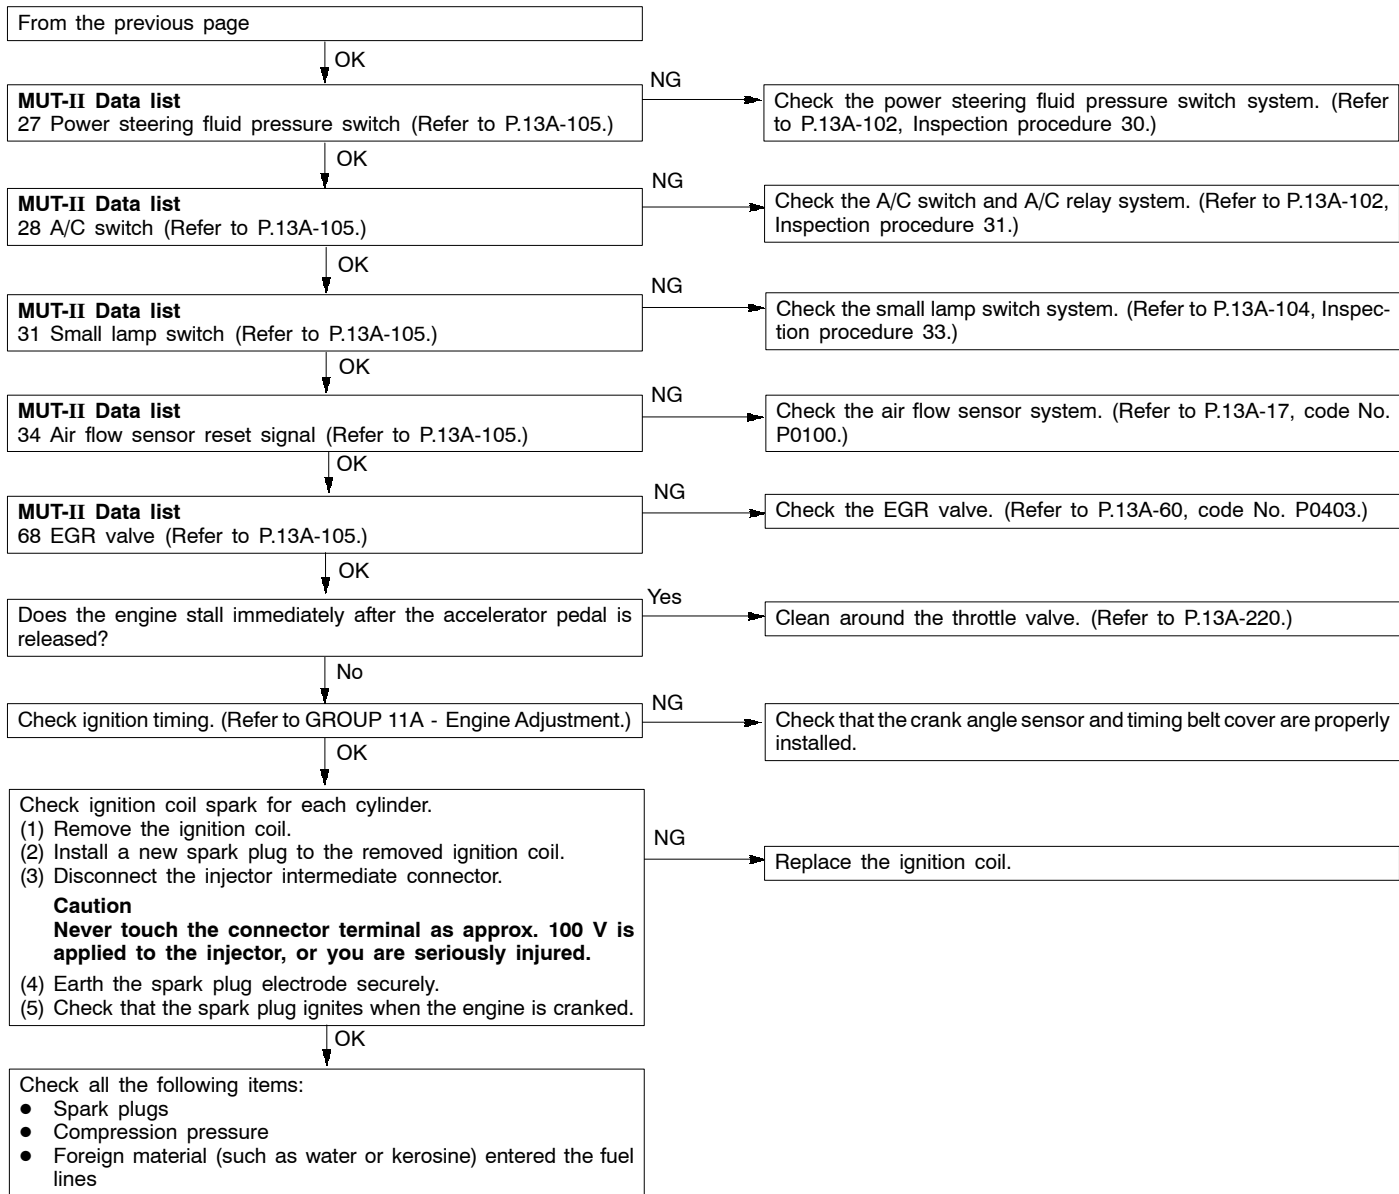 From the previous page
OK
MUT-II Data list
27 Power steering fluid pressure switch (Refer to P.13A-105.)
NG
Check the power steering fluid pressure switch system. (Refer
to P.13A-102, Inspection procedure 30.)
OK
MUT-II Data list
28 A/C switch (Refer to P.13A-105.)
NG
Check the A/C switch and A/C relay system. (Refer to P.13A-102,
Inspection procedure 31.)
OK
MUT-II Data list
31 Small lamp switch (Refer to P.13A-105.)
NG
Check the small lamp switch system. (Refer to P.13A-104, Inspec-
tion procedure 33.)
OK
MUT-II Data list
34 Air flow sensor reset signal (Refer to P.13A-105.)
NG
Check the air flow sensor system. (Refer to P.13A-17, code No.
P0100.)
OK
MUT-II Data list
68 EGR valve (Refer to P.13A-105.)
NG
Check the EGR valve. (Refer to P.13A-60, code No. P0403.)
OK
Does the engine stall immediately after the accelerator pedal is
released?
Yes
Clean around the throttle valve. (Refer to P.13A-220.)
No
Check ignition timing. (Refer to GROUP 11A - Engine Adjustment.)
NG
Check that the crank angle sensor and timing belt cover are properly
installed.
OK
Check ignition coil spark for each cylinder.
(1) Remove the ignition coil.
(2) Install a new spark plug to the removed ignition coil.
(3) Disconnect the injector intermediate connector.
Caution
Never touch the connector terminal as approx. 100 V is
applied to the injector, or you are seriously injured.
(4) Earth the spark plug electrode securely.
(5) Check that the spark plug ignites when the engine is cranked.
NG
Replace the ignition coil.
OK
Check all the following items:
● Spark plugs
● Compression pressure
● Foreign material (such as water or kerosine) entered the fuel
lines